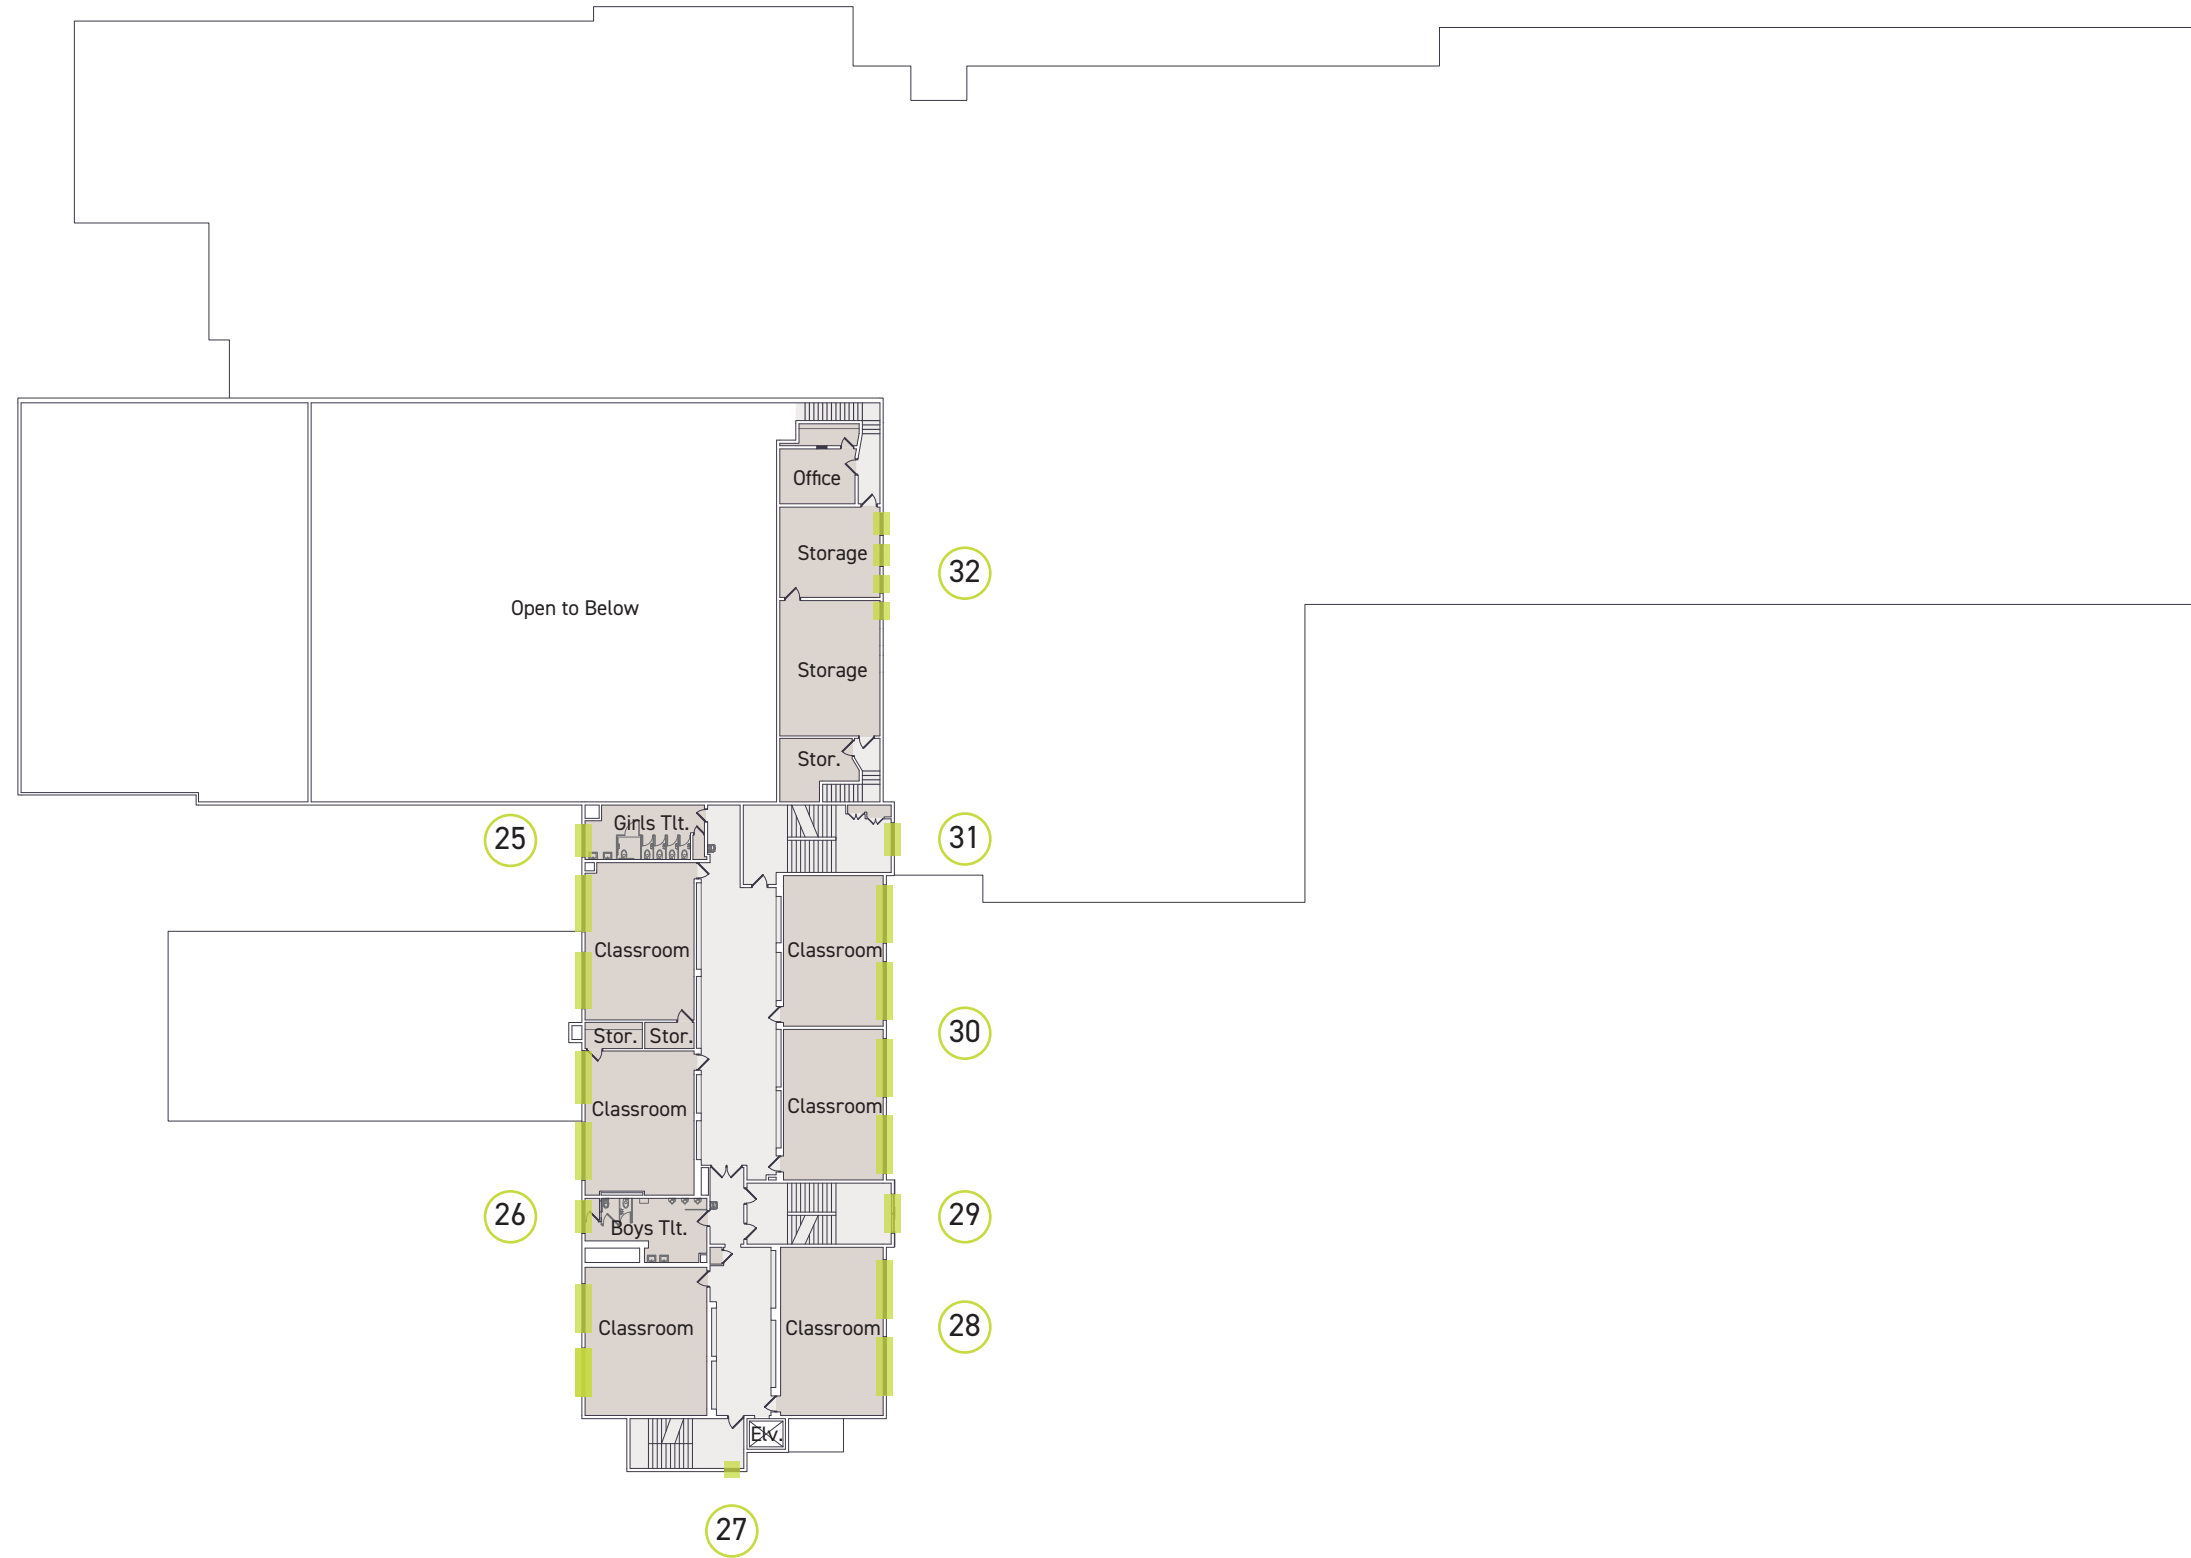 Office
Storage
32
Open to Below
Storage
Stor.
25
Girls Tlt.
31
Classroom
Classroom
Stor.
Stor.
30
Classroom
Classroom
26
Boys Tlt.
29
Classroom
Classroom
28
Elv.
27